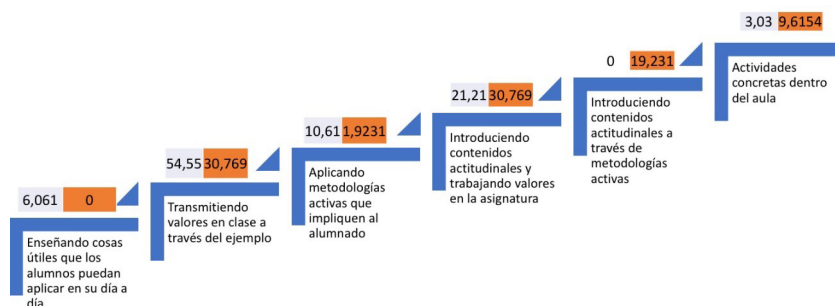 6,061 0
Enseñando cosas
útiles que los
alumnos puedan
aplicar en su día a
día
54,55 30,769
Transmitiendo
valores en clase a
través del ejemplo
10,61 1,9231
Aplicando
metodologías
activas que
impliquen al
alumnado
21,21 30,769
Introduciendo
contenidos
actitudinales y
trabajando valores
en la asignatura
0 19,231
Introduciendo
contenidos
actitudinales a
través de
metodologías
activas
3,03 9,6154
Actividades
concretas dentro
del aula